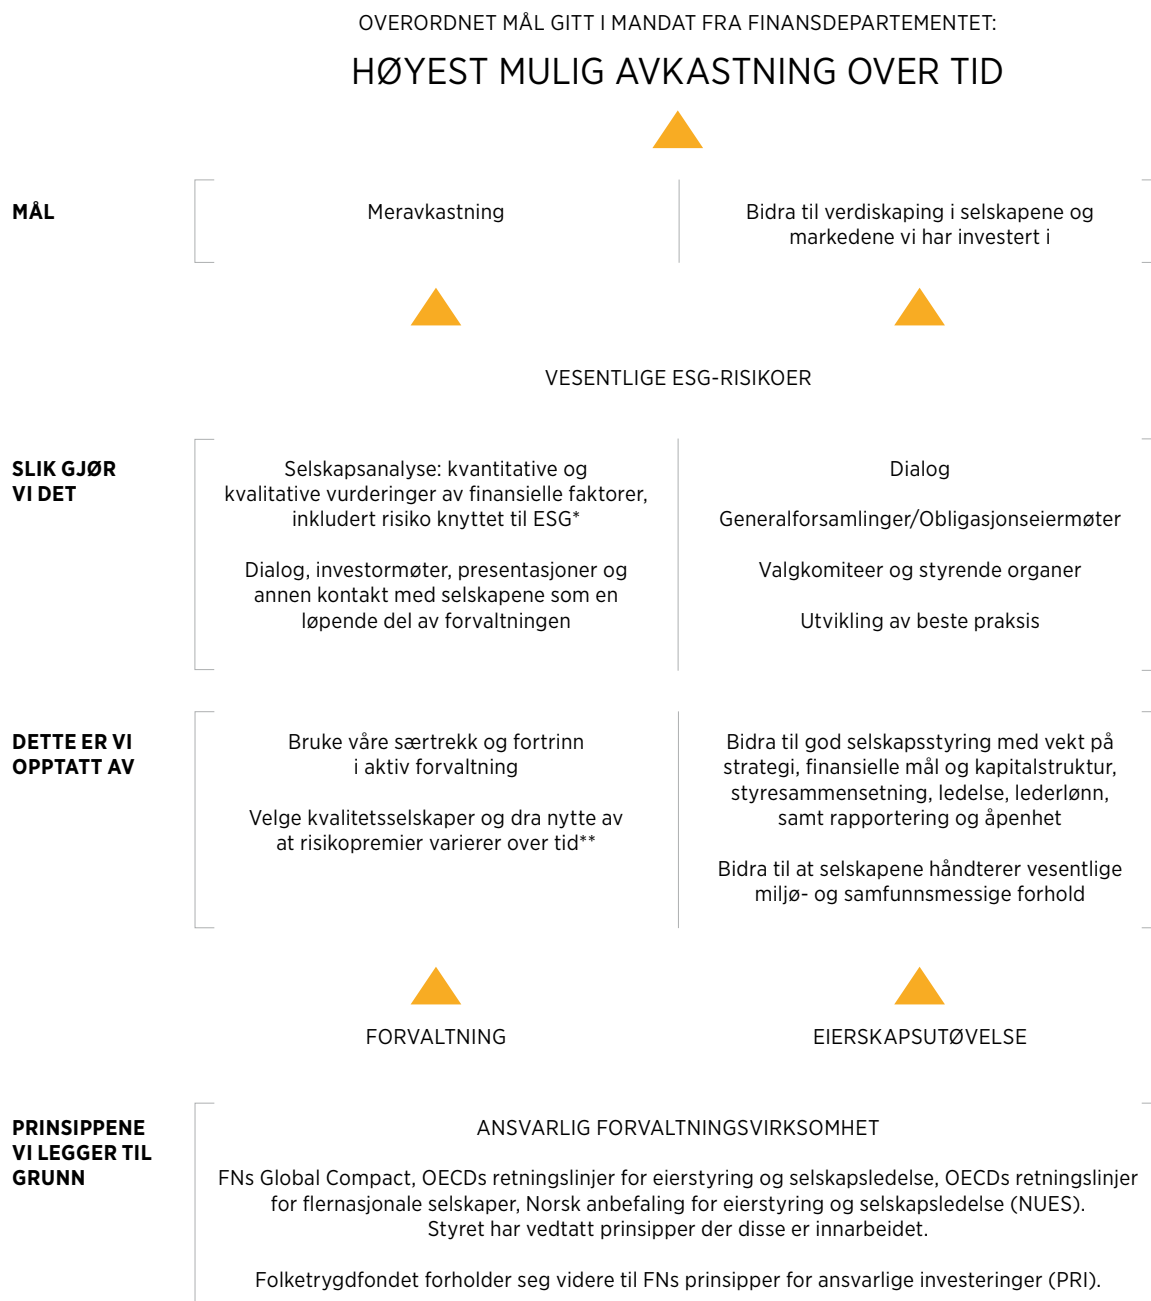 OVERORDNET MÅL GITT I MANDAT FRA FINANSDEPARTEMENTET:
HØYEST MULIG AVKASTNING OVER TID
MÅL
Meravkastning
Bidra til verdiskaping i selskapene og
markedene vi har investert i
VESENTLIGE ESG-RISIKOER
SLIK GJØR
VI DET
Selskapsanalyse: kvantitative og
kvalitative vurderinger av finansielle faktorer,
inkludert risiko knyttet til ESG*
Dialog, investormøter, presentasjoner og
annen kontakt med selskapene som en
løpende del av forvaltningen
Dialog
Generalforsamlinger/Obligasjonseiermøter
Valgkomiteer og styrende organer
Utvikling av beste praksis
DETTE ER VI
OPPTATT AV
Bruke våre særtrekk og fortrinn
i aktiv forvaltning
Velge kvalitetsselskaper og dra nytte av
at risikopremier varierer over tid**
Bidra til god selskapsstyring med vekt på
strategi, finansielle mål og kapitalstruktur,
styresammensetning, ledelse, lederlønn,
samt rapportering og åpenhet
Bidra til at selskapene håndterer vesentlige
miljø- og samfunnsmessige forhold
FORVALTNING
EIERSKAPSUTØVELSE
PRINSIPPENE
VI LEGGER TIL
GRUNN
ANSVARLIG FORVALTNINGSVIRKSOMHET
FNs Global Compact, OECDs retningslinjer for eierstyring og selskapsledelse, OECDs retningslinjer
for flernasjonale selskaper, Norsk anbefaling for eierstyring og selskapsledelse (NUES).
Styret har vedtatt prinsipper der disse er innarbeidet.
Folketrygdfondet forholder seg videre til FNs prinsipper for ansvarlige investeringer (PRI).